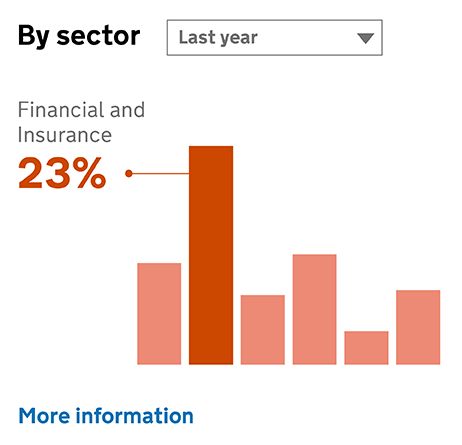 By sector
Last year
Financial and
Insurance
23%
More information